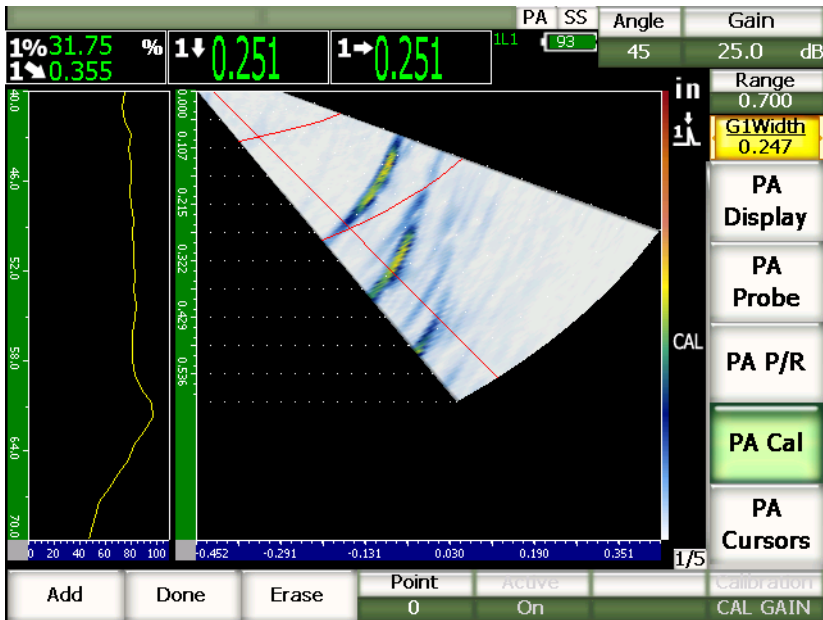 PA SS Angle Gain
1% 31.75 % 1 0.251 1 0.251 1L1 93 45 25.0 dB
1 0.355
in Range
0.700
1 G1Width
0.247
PA
Display
PA
Probe
CAL
PA P/R
PA Cal
PA
Cursors
40.0
46.0
52.0
58.0
64.0
70.0
0.000
0.107
0.215
0.322
0.429
0.536
0 20 40 60 80 100
-0.452 -0.291 -0.131 0.030 0.190 0.351 1/5
Add Done Erase Point Active Calibration
0 On CAL GAIN